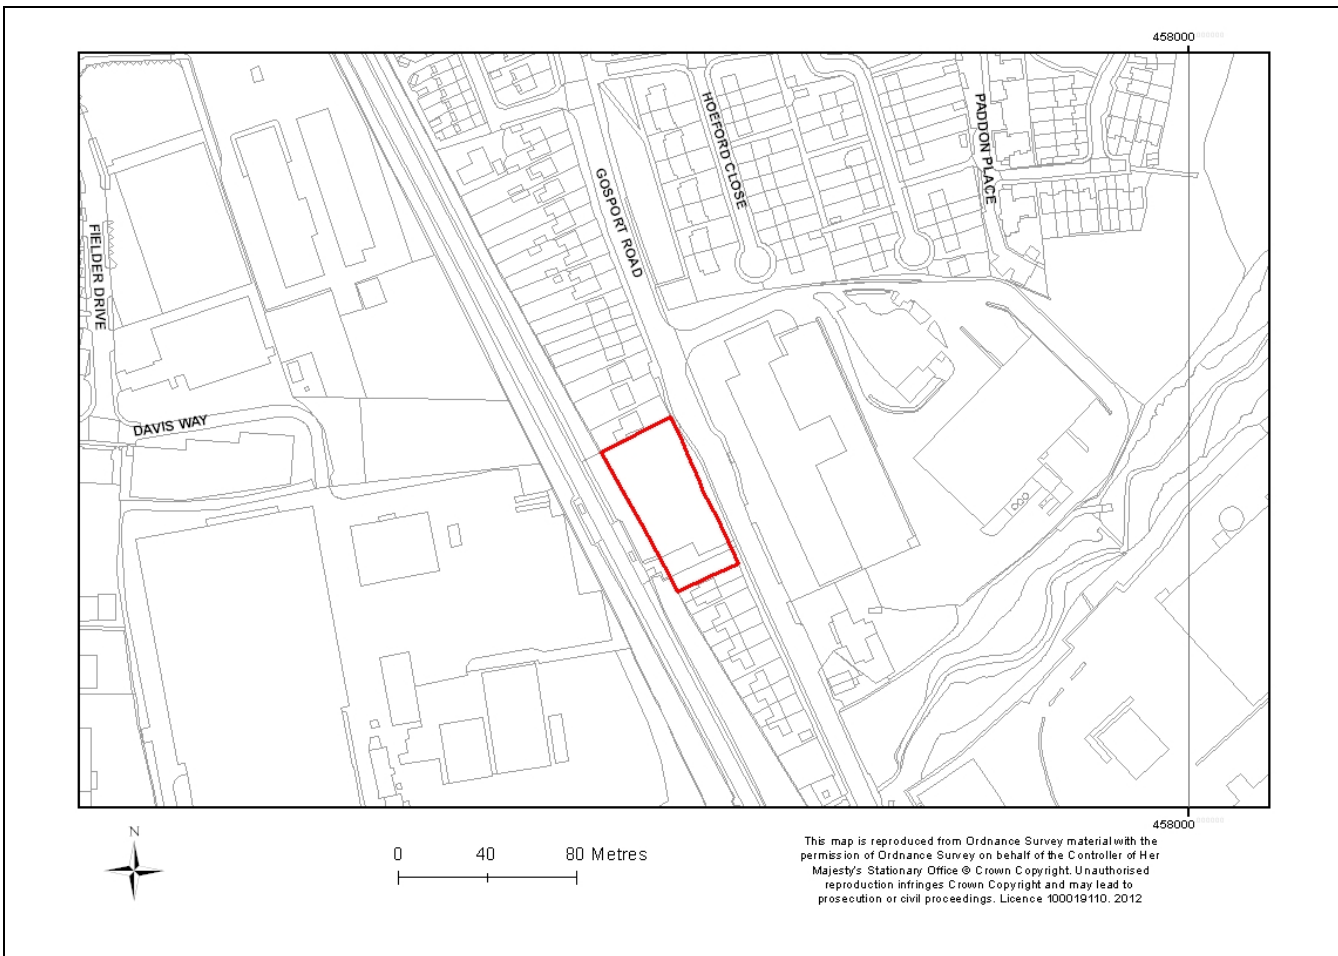 458000
HOEFORD CLOSE
PADDON PLACE
GOSPORT ROAD
FIELDER DRIVE
DAVIS WAY
458000
N
0 40 80 Metres
This map is reproduced from Ordnance Survey material with the
permission of Ordnance Survey on behalf of the Controller of Her
Majesty's Stationary Office © Crown Copyright. Unauthorised
reproduction infringes Crown Copyright and may lead to
prosecution or civil proceedings. Licence 100019110. 2012